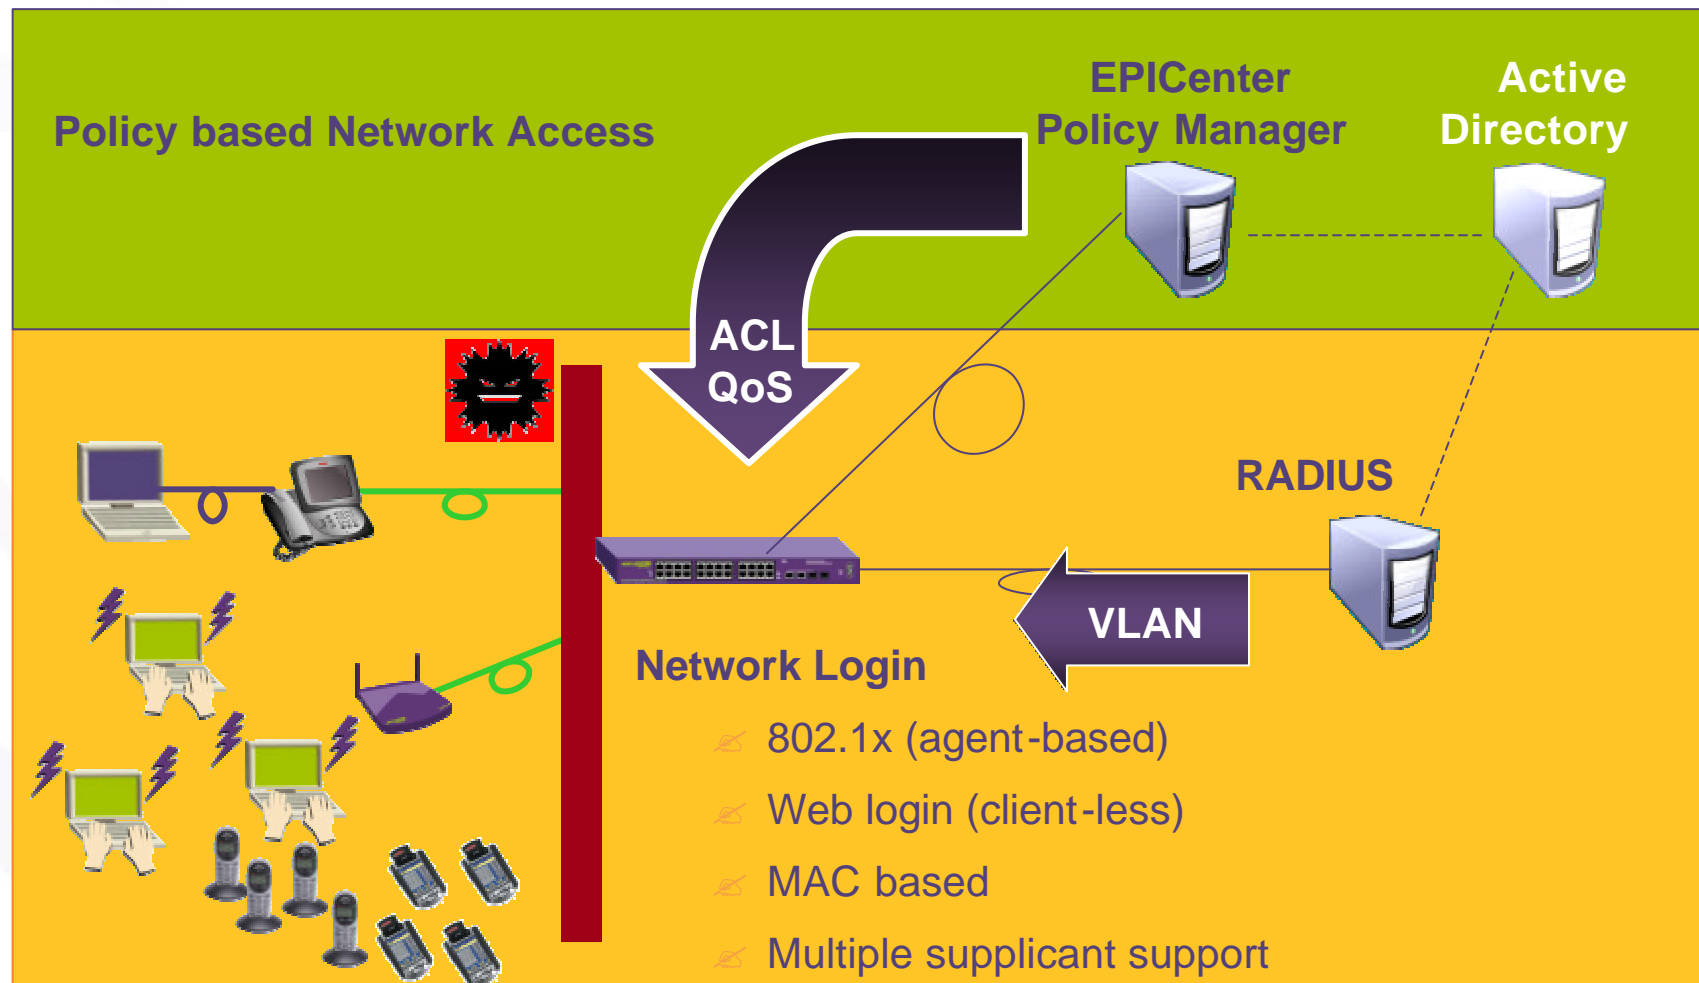 Policy based Network Access
EPICenter
Policy Manager
Active
Directory
ACL
QoS
RADIUS
VLAN
Network Login
802.1x (agent-based)
Web login (client-less)
MAC based
Multiple supplicant support